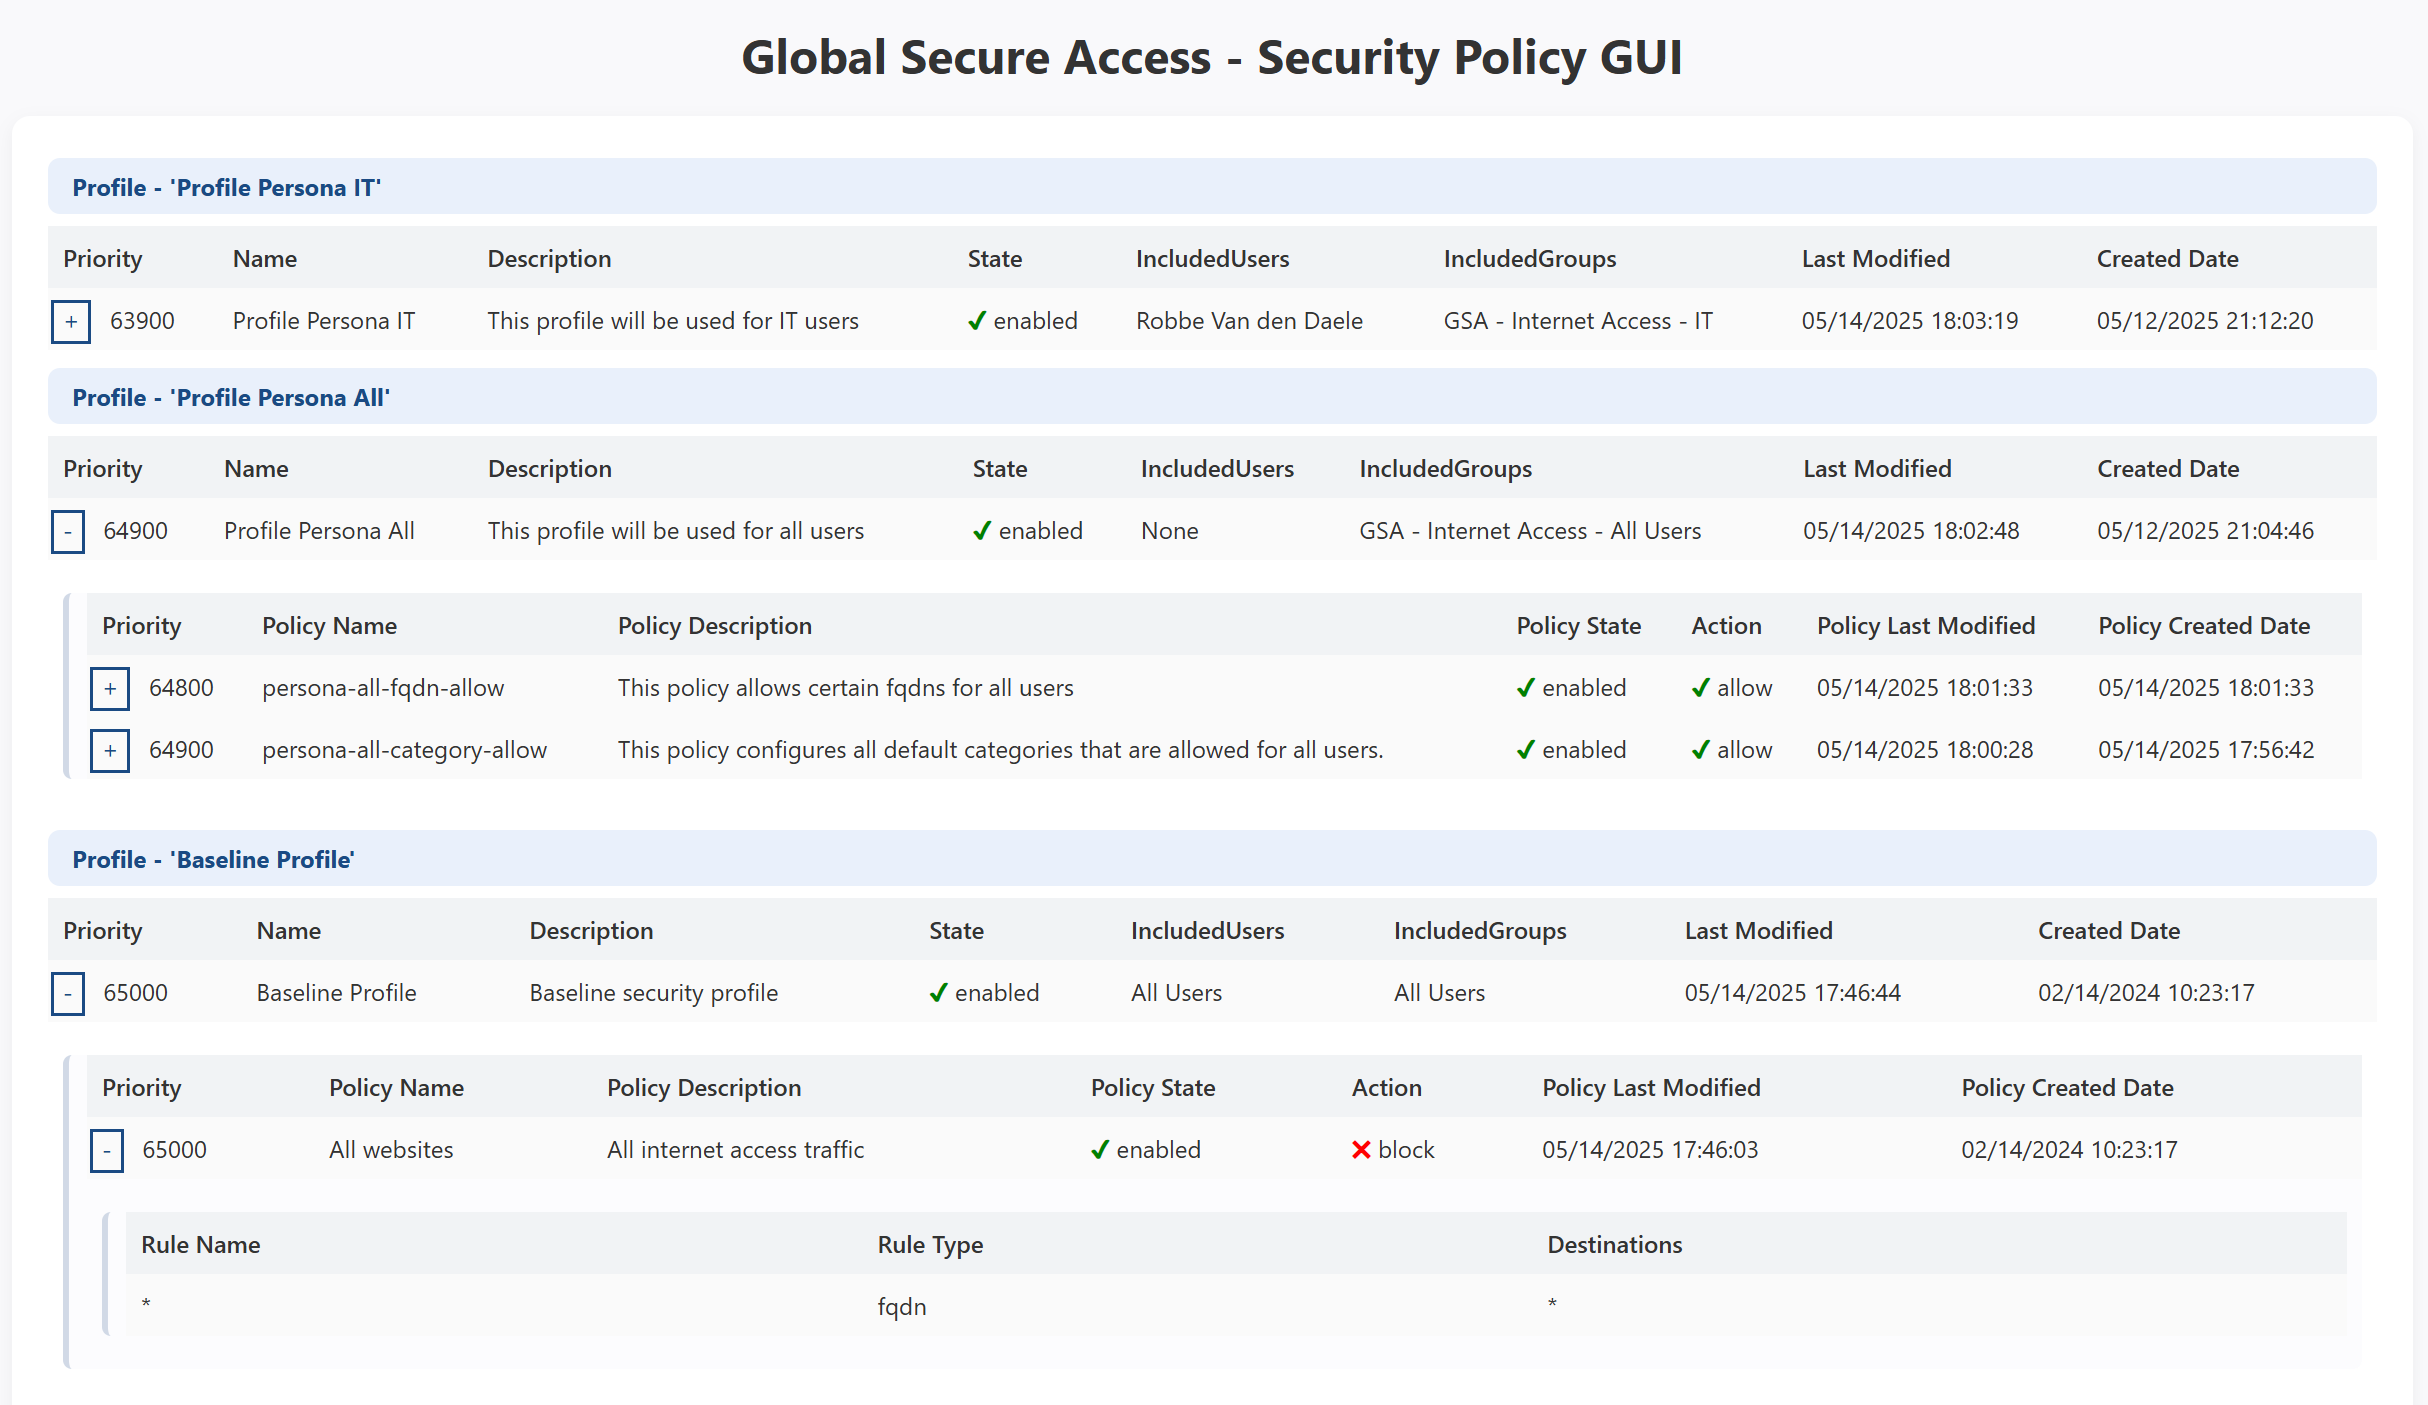 Global Secure Access - Security Policy GUI
Profile - 'Profile Persona IT'
Priority Name Description State IncludedUsers IncludedGroups Last Modified Created Date
+ 63900 Profile Persona IT This profile will be used for IT users ✔ enabled Robbe Van den Daele GSA - Internet Access - IT 05/14/2025 18:03:19 05/12/2025 21:12:20
Profile - 'Profile Persona All'
Priority Name Description State IncludedUsers IncludedGroups Last Modified Created Date
- 64900 Profile Persona All This profile will be used for all users ✔ enabled None GSA - Internet Access - All Users 05/14/2025 18:02:48 05/12/2025 21:04:46
Priority Policy Name Policy Description Policy State Action Policy Last Modified Policy Created Date
+ 64800 persona-all-fqdn-allow This policy allows certain fqdns for all users ✔ enabled ✔ allow 05/14/2025 18:01:33 05/14/2025 18:01:33
+ 64900 persona-all-category-allow This policy configures all default categories that are allowed for all users. ✔ enabled ✔ allow 05/14/2025 18:00:28 05/14/2025 17:56:42
Profile - 'Baseline Profile'
Priority Name Description State IncludedUsers IncludedGroups Last Modified Created Date
- 65000 Baseline Profile Baseline security profile ✔ enabled All Users All Users 05/14/2025 17:46:44 02/14/2024 10:23:17
Priority Policy Name Policy Description Policy State Action Policy Last Modified Policy Created Date
- 65000 All websites All internet access traffic ✔ enabled ❌ block 05/14/2025 17:46:03 02/14/2024 10:23:17
Rule Name Rule Type Destinations
* fqdn *